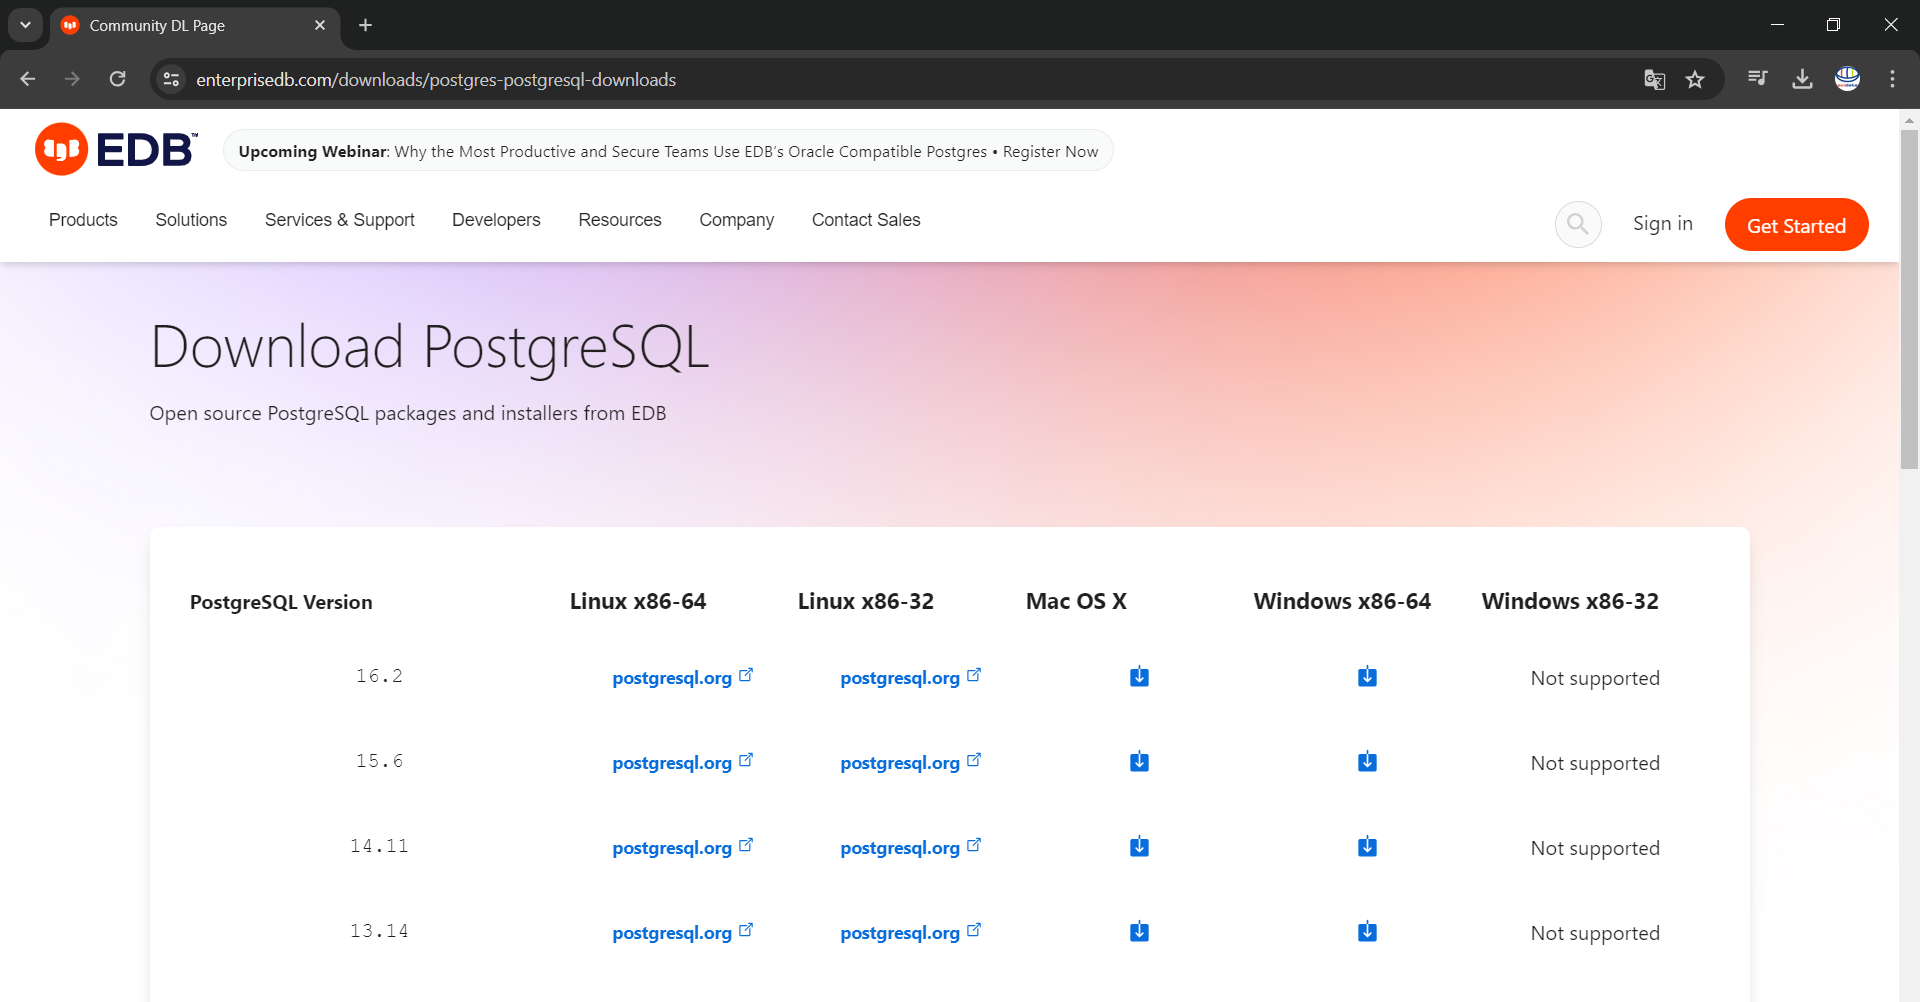 Community DL Page
enterprisedb.com/downloads/postgres-postgresql-downloads
EDB™
Upcoming Webinar: Why the Most Productive and Secure Teams Use EDB’s Oracle Compatible Postgres • Register Now
Products Solutions Services & Support Developers Resources Company Contact Sales
Sign in Get Started
Download PostgreSQL
Open source PostgreSQL packages and installers from EDB
PostgreSQL Version Linux x86-64 Linux x86-32 Mac OS X Windows x86-64 Windows x86-32
16.2 postgresql.org postgresql.org Not supported
15.6 postgresql.org postgresql.org Not supported
14.11 postgresql.org postgresql.org Not supported
13.14 postgresql.org postgresql.org Not supported